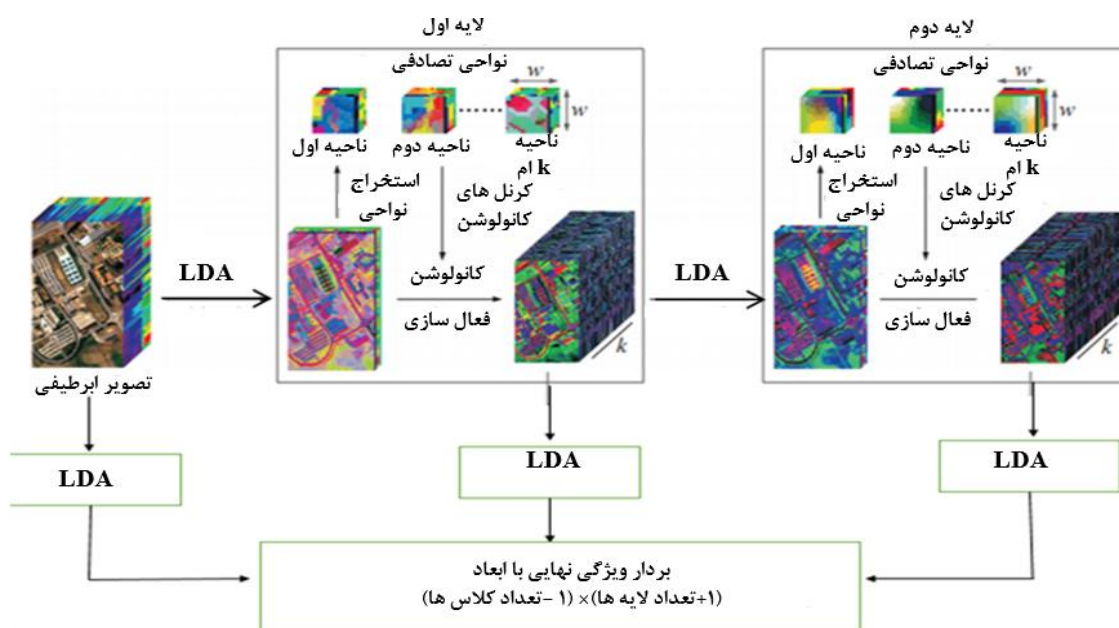 لایه اول
نواحی تصادفی
w
w
ناحیه اول
ناحیه دوم
ناحیه
k ام
استخراج
نواحی
کرنل های
کانولوشن
کانولوشن
فعال سازی
k
لایه دوم
نواحی تصادفی
w
w
ناحیه اول
ناحیه دوم
ناحیه
k ام
استخراج
نواحی
کرنل های
کانولوشن
کانولوشن
فعال سازی
k
LDA
LDA
تصویر ابرطیفی
LDA
LDA
LDA
بردار ویژگی نهایی با ابعاد
(۱+تعداد لایه ها)×(۱ –تعداد کلاس ها)